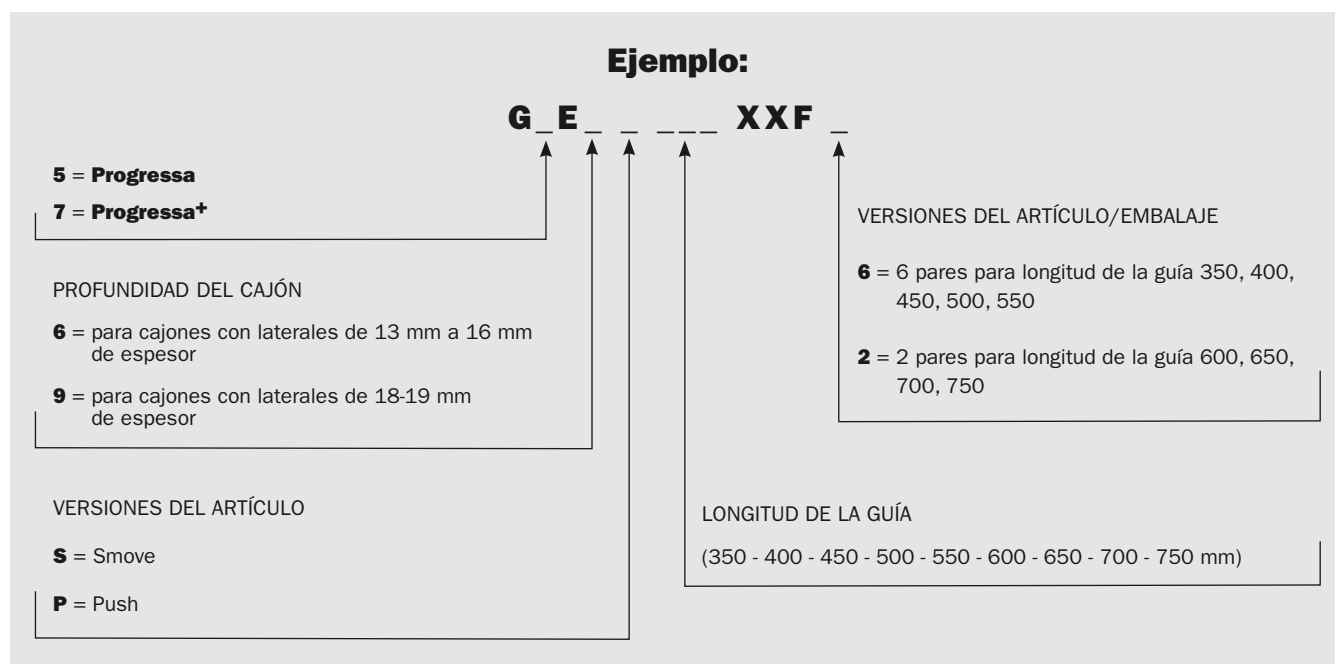 Ejemplo:
G_E_ _ _ _ _ XXF _
5 = Progressa
7 = Progressa+
PROFUNDIDAD DEL CAJÓN
6 = para cajones con laterales de 13 mm a 16 mm
de espesor
9 = para cajones con laterales de 18-19 mm
de espesor
VERSIONES DEL ARTÍCULO
S = Smove
P = Push
VERSIONES DEL ARTÍCULO/EMBALAJE
6 = 6 pares para longitud de la guía 350, 400,
450, 500, 550
2 = 2 pares para longitud de la guía 600, 650,
700, 750
LONGITUD DE LA GUÍA
(350 - 400 - 450 - 500 - 550 - 600 - 650 - 700 - 750 mm)